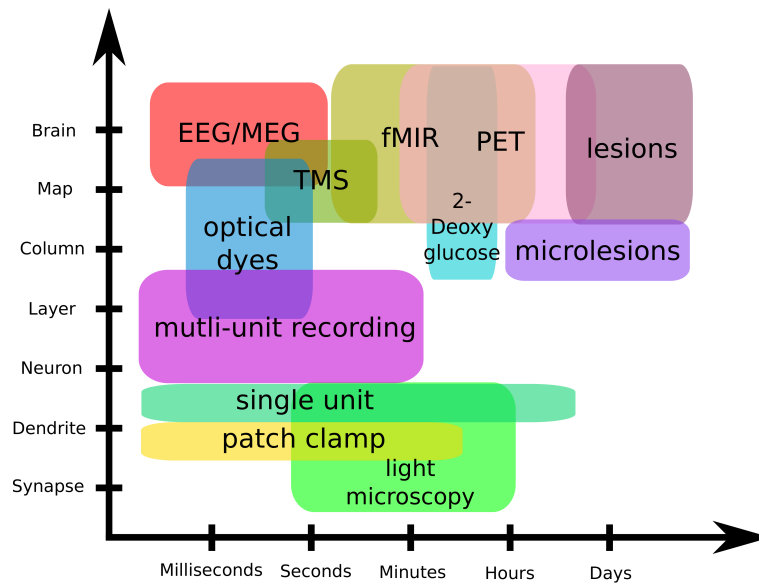 Brain
EEG/MEG
fMIR
PET
lesions
Map
TMS
2-
Deoxy
glucose
optical
dyes
Column
microlesions
Layer
mutli-unit recording
Neuron
single unit
Dendrite
patch clamp
light
microscopy
Synapse
Milliseconds
Seconds
Minutes
Hours
Days